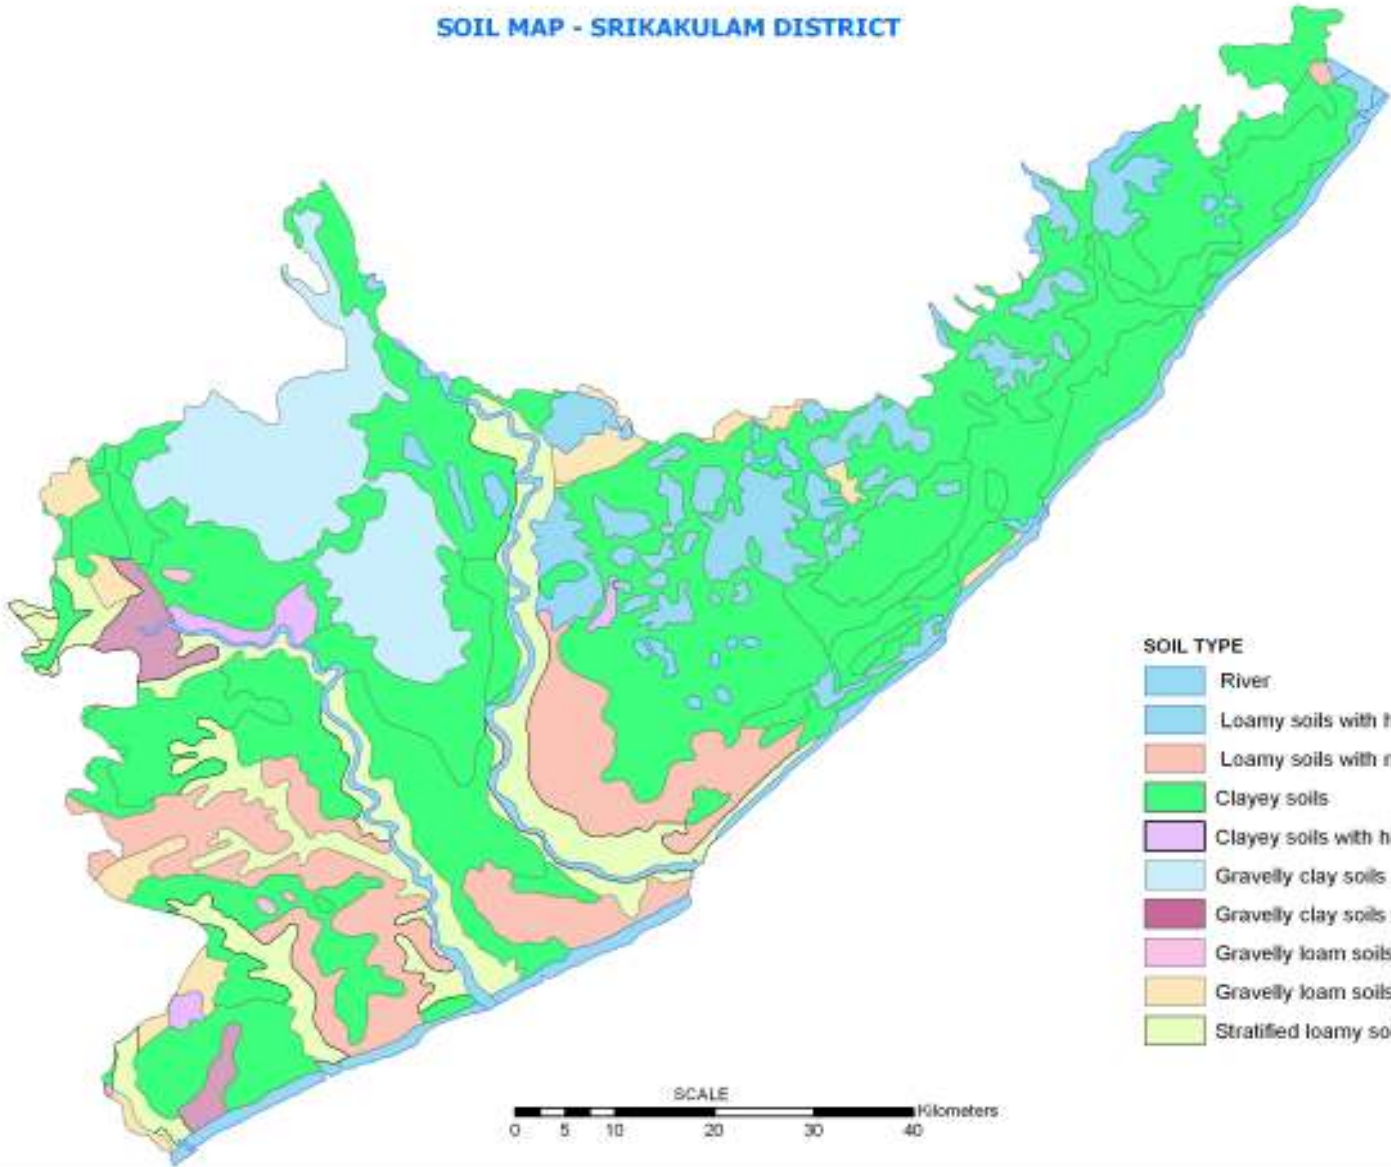 SOIL MAP - SRIKAKULAM DISTRICT
SOIL TYPE
River
Loamy soils with
Loamy soils with
Clayey soils
Clayey soils with
Gravelly clay soils
Gravelly clay soils
Gravelly loam soils
Gravelly loam soils
Stratified loamy
SCALE
Kilometers
0 5 10 20 30 40